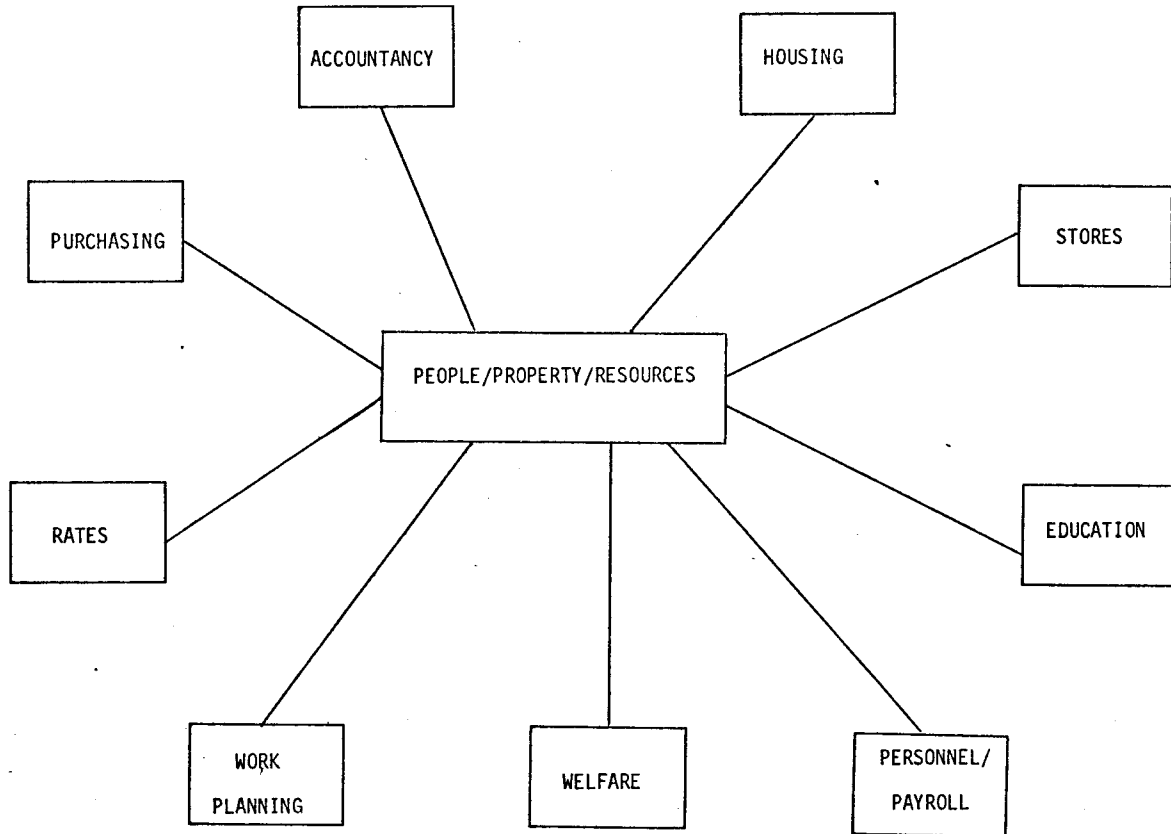 ACCOUNTANCY
HOUSING
PURCHASING
STORES
PEOPLE/PROPERTY/RESOURCES
RATES
EDUCATION
WORK
PLANNING
WELFARE
PERSONNEL/
PAYROLL